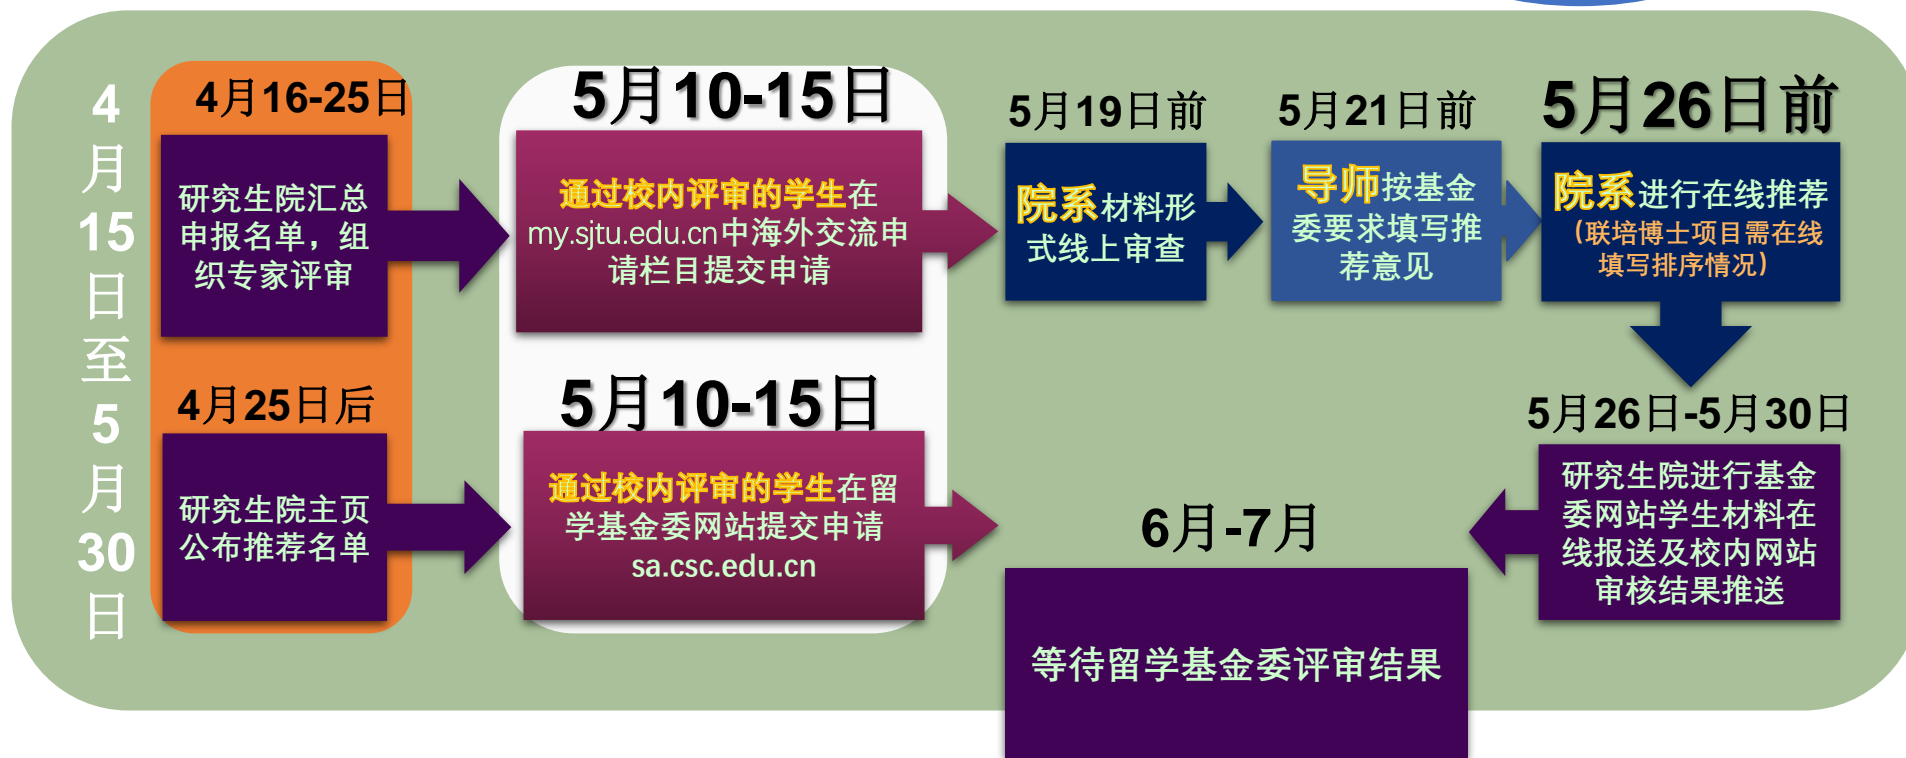 4
月
15
日
至
5
月
30
日
4月16-25日
研究生院汇总
申报名单，组
织专家评审
4月25日后
研究生院主页
公布推荐名单
5月10-15日
通过校内评审的学生在
my.sjtu.edu.cn中海外交流申
请栏目提交申请
5月10-15日
通过校内评审的学生在留
学基金委网站提交申请
sa.csc.edu.cn
5月19日前
院系材料形
式线上审查
5月21日前
导师按基金
委要求填写推
荐意见
5月26日前
院系进行在线推荐
（联培博士项目需在线
填写排序情况）
5月26日-5月30日
研究生院进行基金
委网站学生材料在
线报送及校内网站
审核结果推送
6月-7月
等待留学基金委评审结果